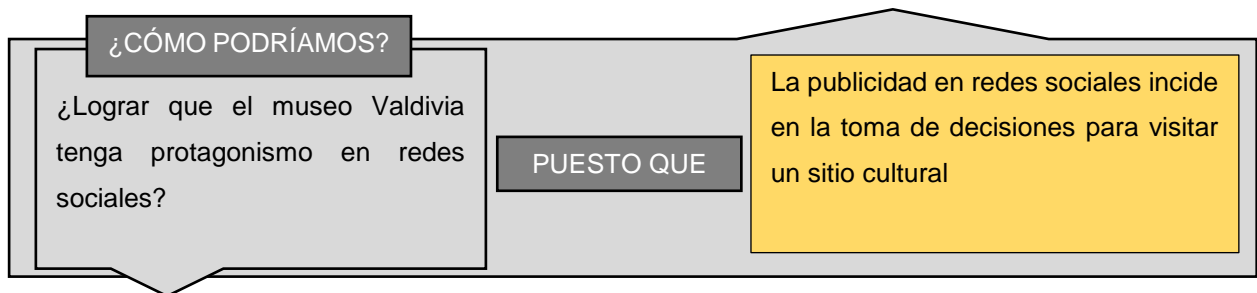 ¿CÓMO PODRÍAMOS?
¿Lograr que el museo Valdivia
tenga protagonismo en redes
sociales?
PUESTO QUE
La publicidad en redes sociales incide
en la toma de decisiones para visitar
un sitio cultural